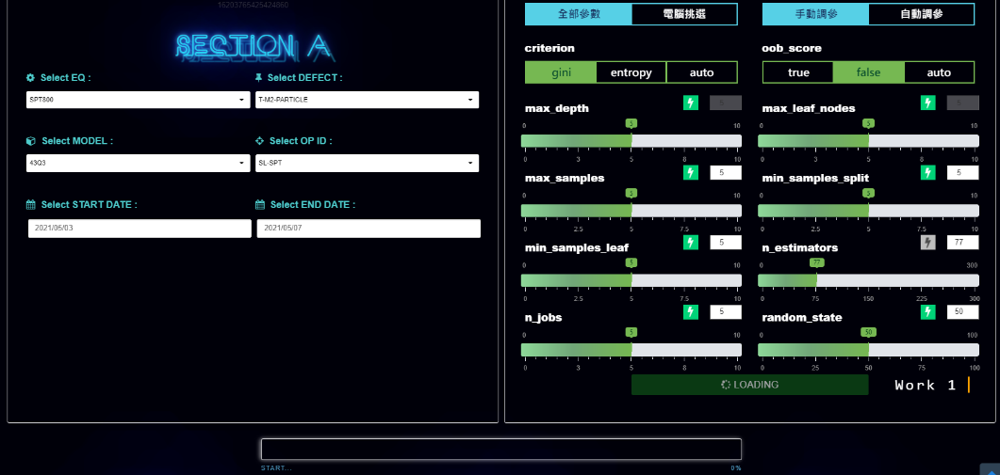 16203765425424860
SECTION A
Select EQ :
Select DEFECT :
SPT800
T-M2-PARTICLE
Select MODEL :
Select OP ID :
43Q3
SL-SPT
Select START DATE :
Select END DATE :
2021/05/03
2021/05/07
全部參數
電腦挑選
手動調參
自動調參
criterion
oob_score
gini
entropy
auto
true
false
auto
max_depth
5
0
5
10
0
3
5
8
10
max_leaf_nodes
5
0
5
10
0
3
5
8
10
max_samples
5
0
5
10
0
2.5
5
7.5
10
min_samples_split
5
0
5
10
0
2.5
5
7.5
10
min_samples_leaf
5
0
5
10
0
2.5
5
7.5
10
n_estimators
77
0
77
300
0
75
150
225
300
n_jobs
5
0
5
10
0
3
5
8
10
random_state
50
0
50
100
0
25
50
75
100
LOADING
Work 1
START...
0%